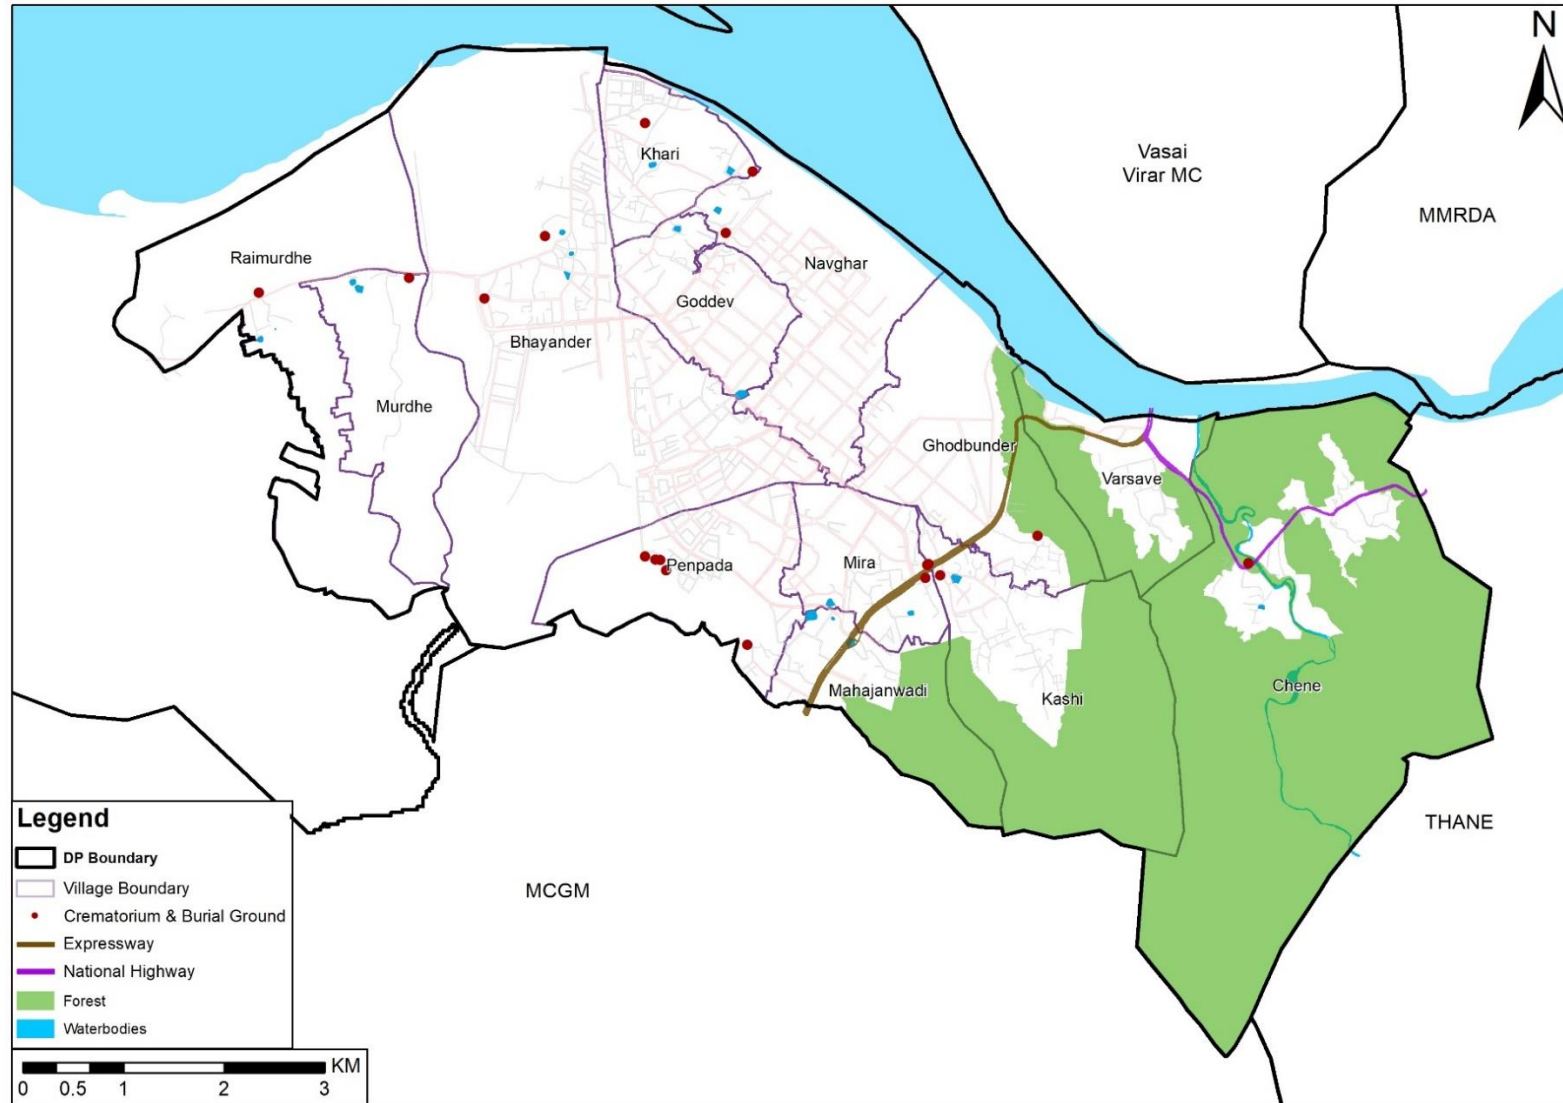 N
Vasai
Virar MC
MMRDA
Khari
Raimurdhe
Navghar
Goddev
Bhayander
Murdhe
Ghodbunder
Varsave
Penpada
Mira
Mahajanwadi
Kashi
Chene
THANE
MCGM
Legend
DP Boundary
Village Boundary
Crematorium & Burial Ground
Expressway
National Highway
Forest
Waterbodies
KM
0 0.5 1 2 3